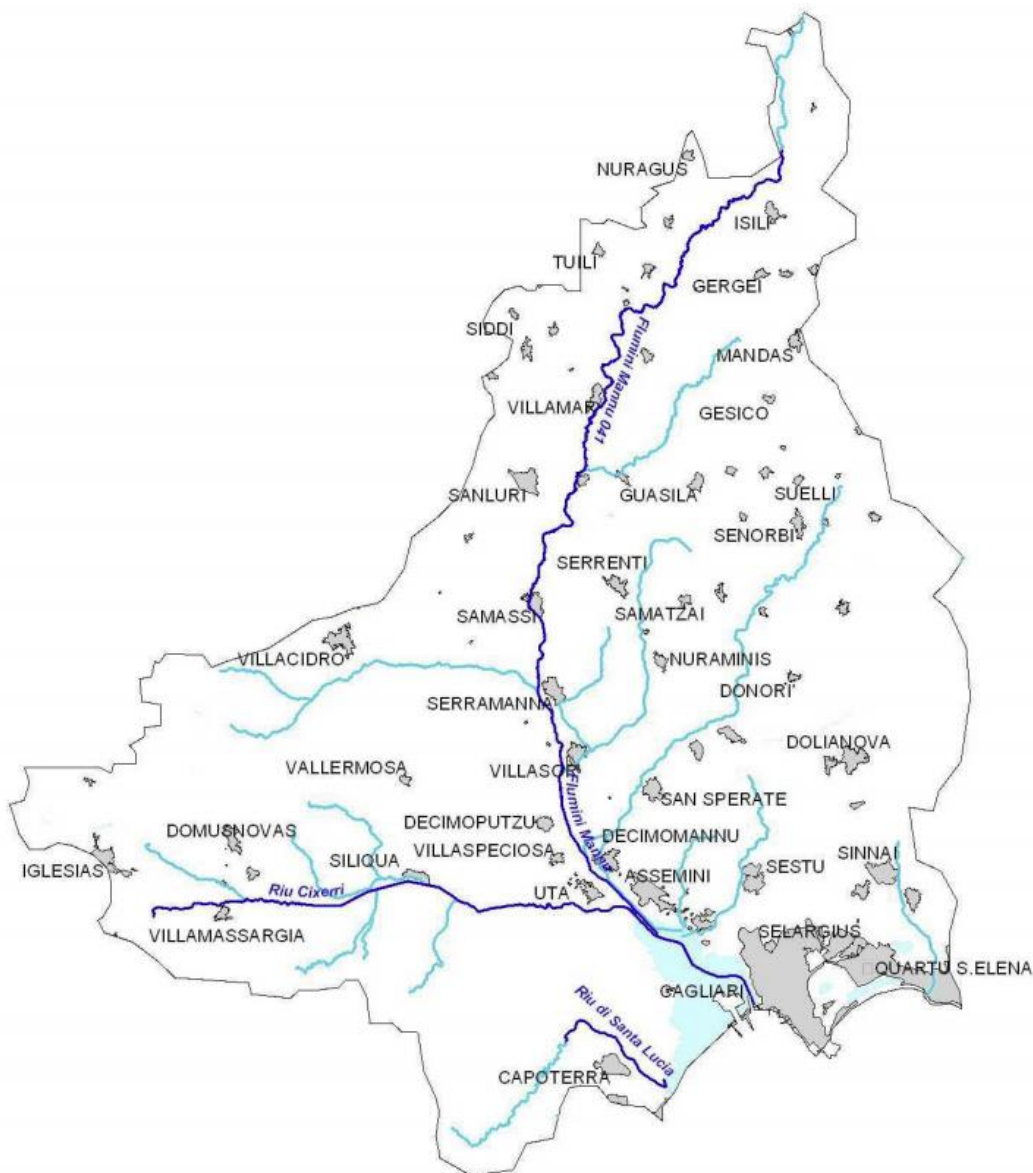 NURAGUS
ISILI
TUILI
GERGEI
SIDDI
Flumini Mannu 041
MANDAS
VILLAMAR
GESICO
SANLURI
GUASILA
SUELLI
SENORBI'
SERRENTI
SAMASSI
SAMATZAI
VILLACIDRO
NURAMINIS
DONORI'
SERRAMANNA
DOLIANOVA
VALLERMOSA
VILLASOR
SAN SPERATE
Flumini Mannu
DECIMOPUTZU
DECIMOMANNU
DOMUSNOVAS
VILLASPECIOSA
SINNAI
IGLESIAS
SILIQUA
ASSEMINI
SESTU
Riu Cixerri
UTA
VILLAMASSARGIA
SELARGIUS
QUARTU S.ELENA
CAGLIARI
Riu di Santa Lucia
CAPOTERRA